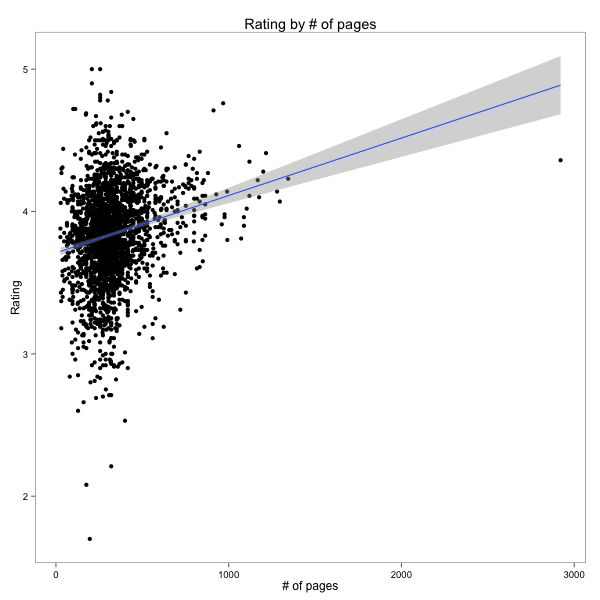 Rating by # of pages
5
4
3
2
Rating
0 1000 2000 3000
# of pages